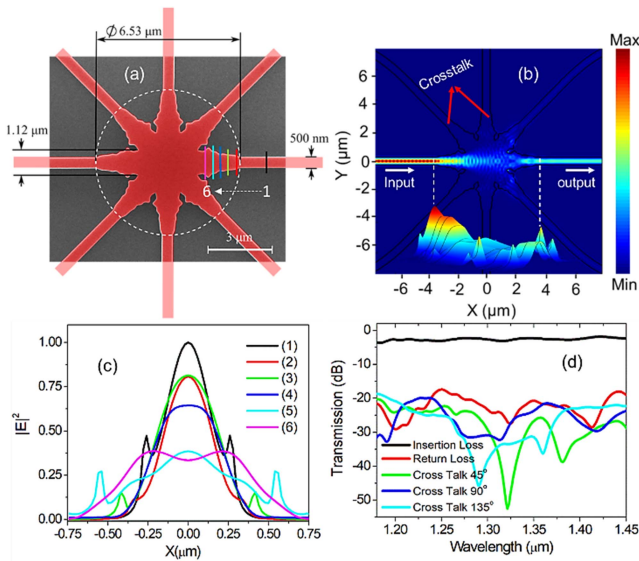 Φ 6.53 μm
(a)
1.12 μm
500 nm
6
1
3 μm
Max
8
6
4
2
0
-2
-4
-6
Y (μm)
Crosstalk
(b)
Input
output
-6 -4 -2 0 2 4 6
X (μm)
Min
1.00
0.75
0.50
0.25
0.00
|E|²
(c)
(1)
(2)
(3)
(4)
(5)
(6)
-0.75 -0.50 -0.25 0.00 0.25 0.50 0.75
X(μm)
0
-10
-20
-30
-40
-50
Transmission (dB)
(d)
Insertion Loss
Return Loss
Cross Talk 45°
Cross Talk 90°
Cross Talk 135°
1.20 1.25 1.30 1.35 1.40 1.45
Wavelength (μm)